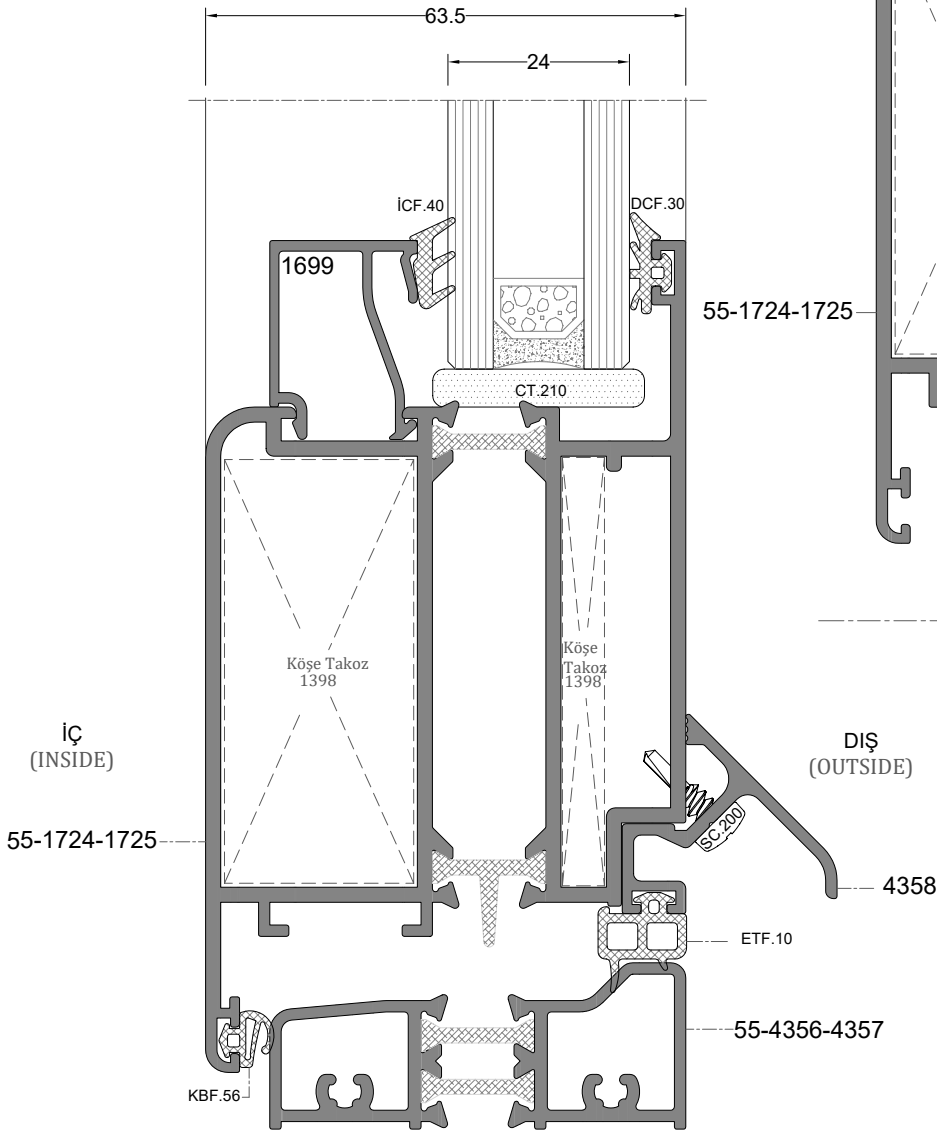 63.5
24
İCF.40
DCF.30
1699
55-1724-1725
CT.210
Köşe Takoz
1398
Köşe
Takoz
1398
İÇ
(INSIDE)
DIŞ
(OUTSIDE)
55-1724-1725
SC.200
4358
ETF.10
55-4356-4357
KBF.56